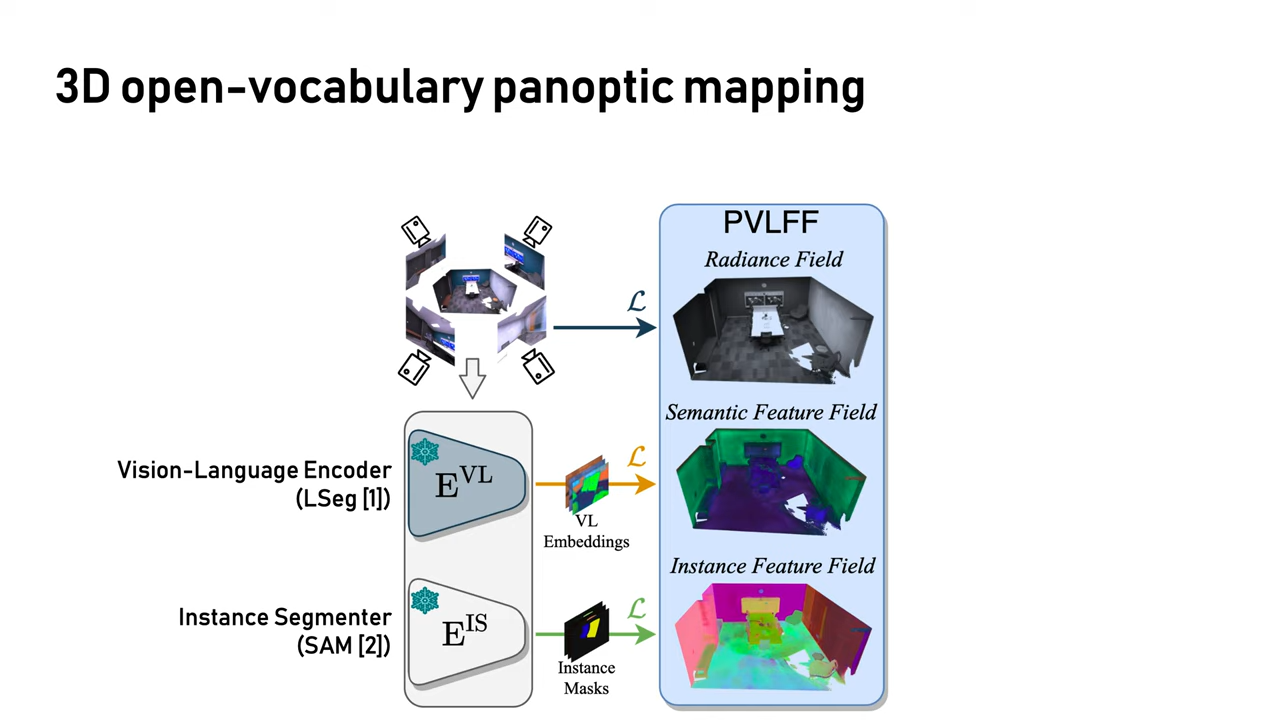 3D open-vocabulary panoptic mapping
PVLFF
Radiance Field
ℒ
Semantic Feature Field
Vision-Language Encoder
(LSeg [1])
E^VL
ℒ
VL
Embeddings
Instance Feature Field
Instance Segmenter
(SAM [2])
E^IS
ℒ
Instance
Masks